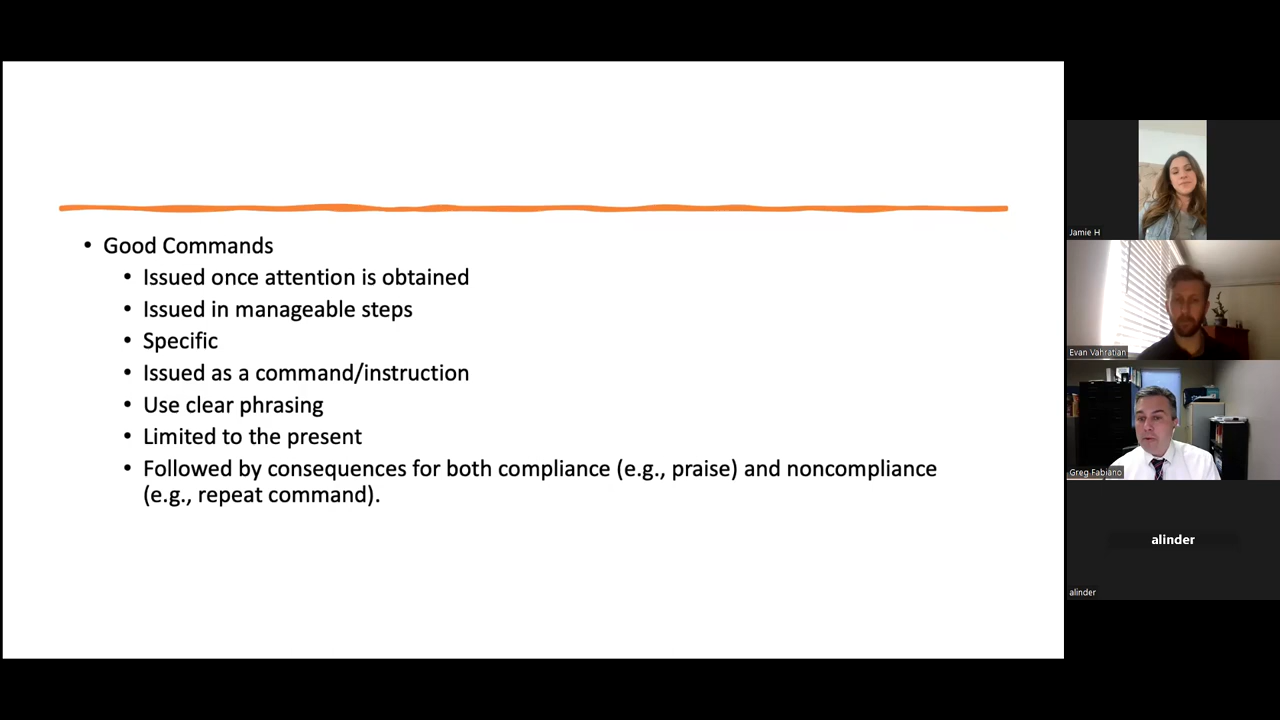 • Good Commands
• Issued once attention is obtained
• Issued in manageable steps
• Specific
• Issued as a command/instruction
• Use clear phrasing
• Limited to the present
• Followed by consequences for both compliance (e.g., praise) and noncompliance
(e.g., repeat command).
Jamie H
Evan Vahratian
Greg Fabiano
alinder
alinder